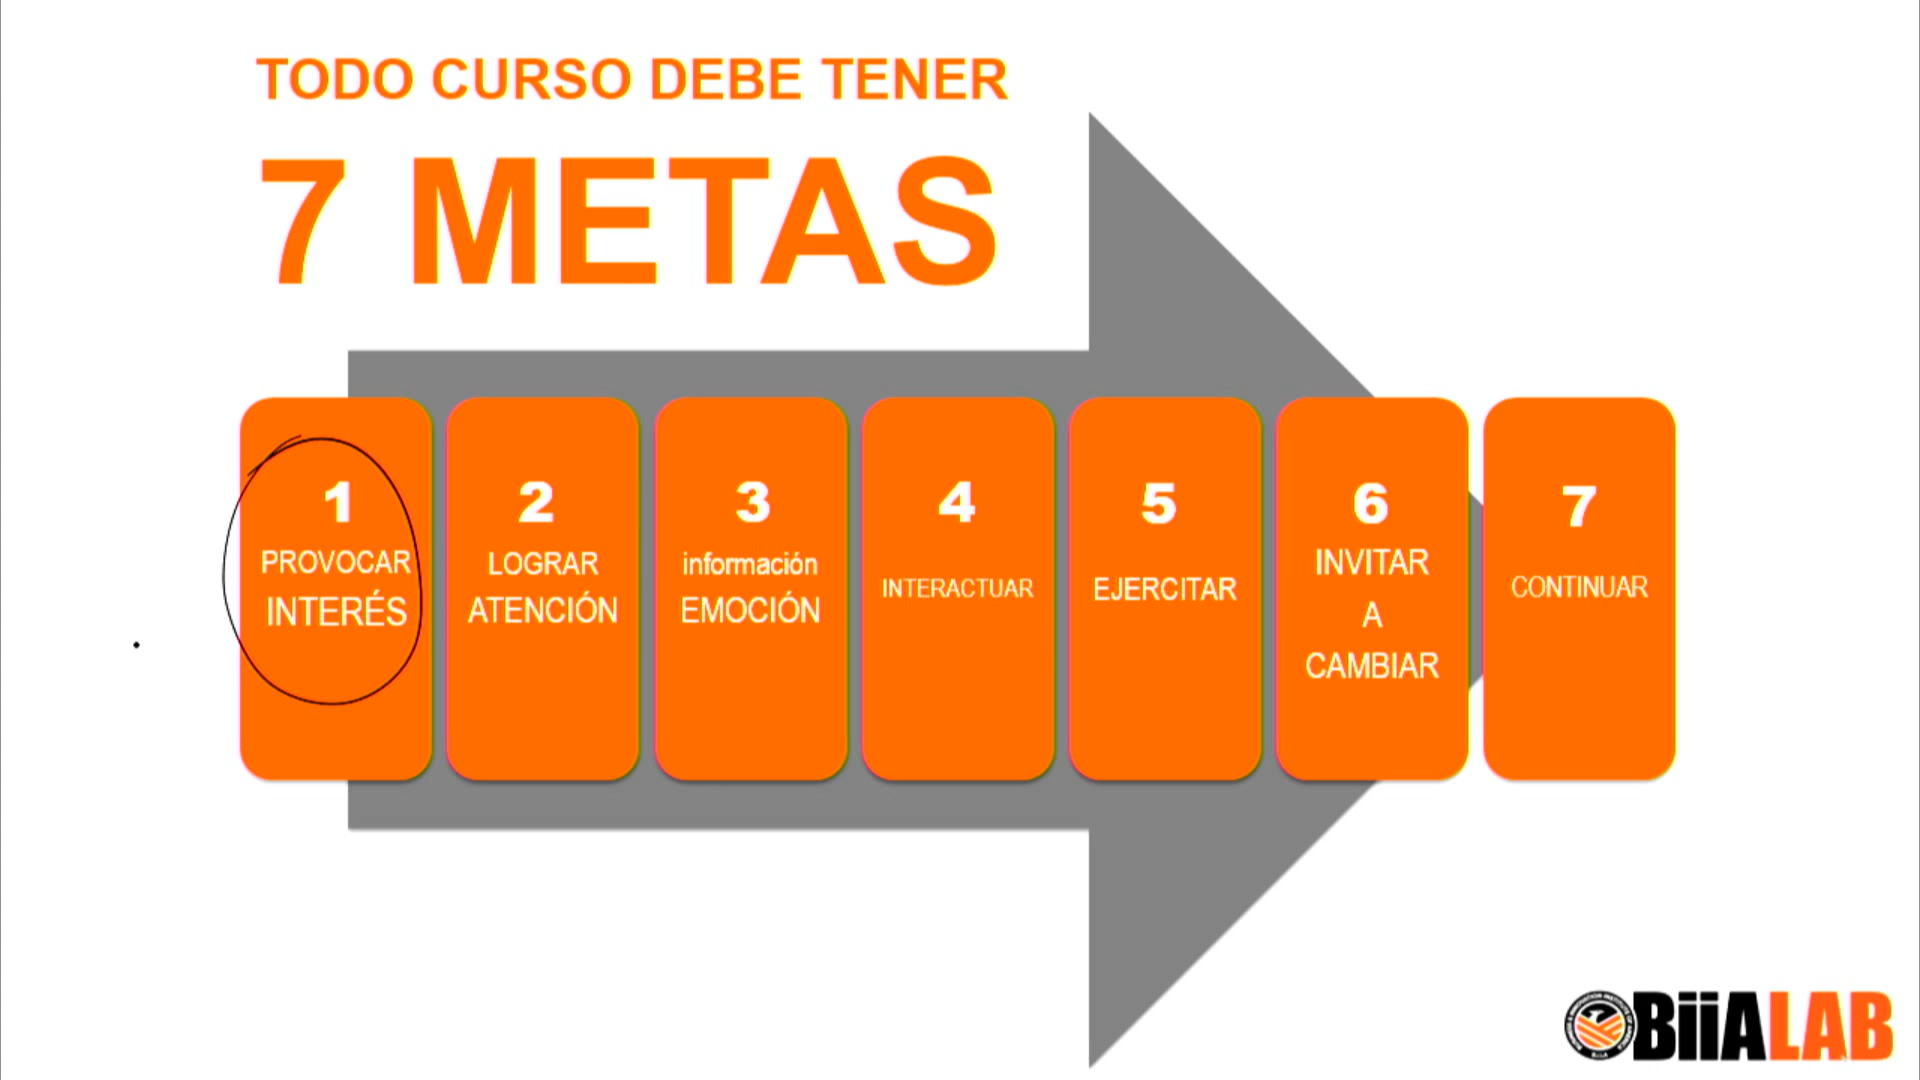 TODO CURSO DEBE TENER
7 METAS
1
PROVOCAR
INTERÉS
2
LOGRAR
ATENCIÓN
3
información
EMOCIÓN
4
INTERACTUAR
5
EJERCITAR
6
INVITAR
A
CAMBIAR
7
CONTINUAR
BiiALAB